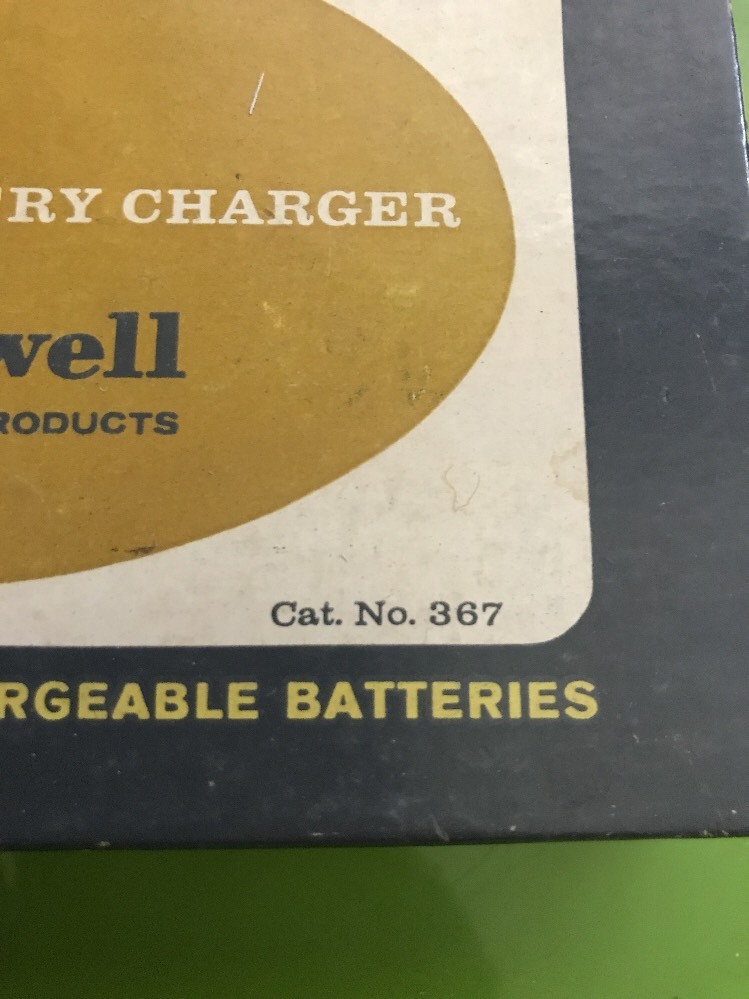 RY CHARGER
well
RODUCTS
Cat. No. 367
RGEABLE BATTERIES